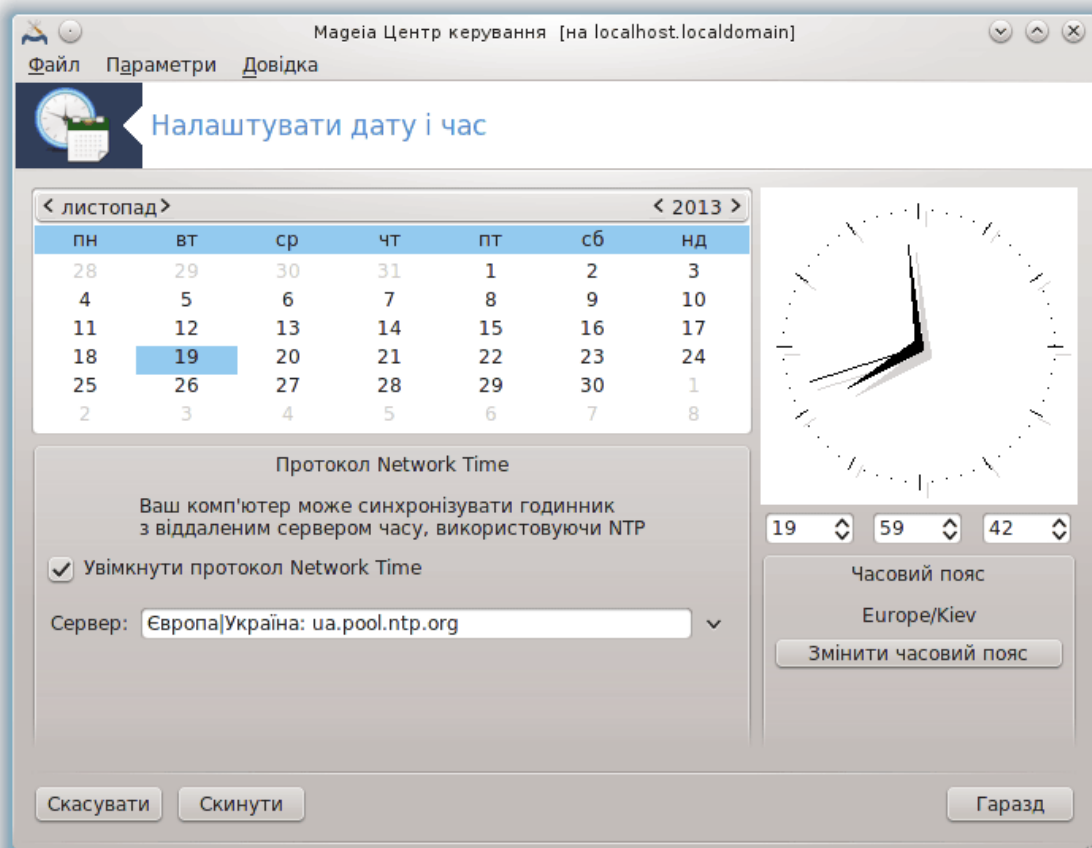 Mageia Центр керування [на localhost.localdomain]
Файл Параметри Довідка
Налаштувати дату і час
< листопад > < 2013 >
пн вт ср чт пт сб нд
28 29 30 31 1 2 3
4 5 6 7 8 9 10
11 12 13 14 15 16 17
18 19 20 21 22 23 24
25 26 27 28 29 30 1
2 3 4 5 6 7 8
Протокол Network Time
Ваш комп'ютер може синхронізувати годинник
з віддаленим сервером часу, використовуючи NTP
Увімкнути протокол Network Time
Сервер: Європа|Україна: ua.pool.ntp.org
19 59 42
Часовий пояс
Europe/Kiev
Змінити часовий пояс
Скасувати Скинути Гаразд